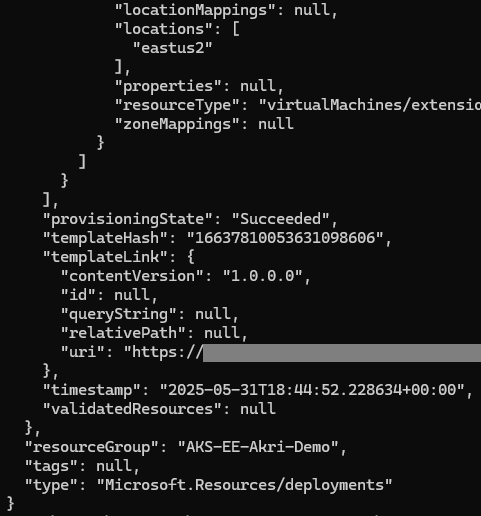 "locationMappings": null,
"locations": [
"eastus2"
],
"properties": null,
"resourceType": "virtualMachines/extensio
"zoneMappings": null
}
]
}
],
"provisioningState": "Succeeded",
"templateHash": "16637810053631098606",
"templateLink": {
"contentVersion": "1.0.0.0",
"id": null,
"queryString": null,
"relativePath": null,
"uri": "https://
},
"timestamp": "2025-05-31T18:44:52.228634+00:00",
"validatedResources": null
},
"resourceGroup": "AKS-EE-Akri-Demo",
"tags": null,
"type": "Microsoft.Resources/deployments"
}